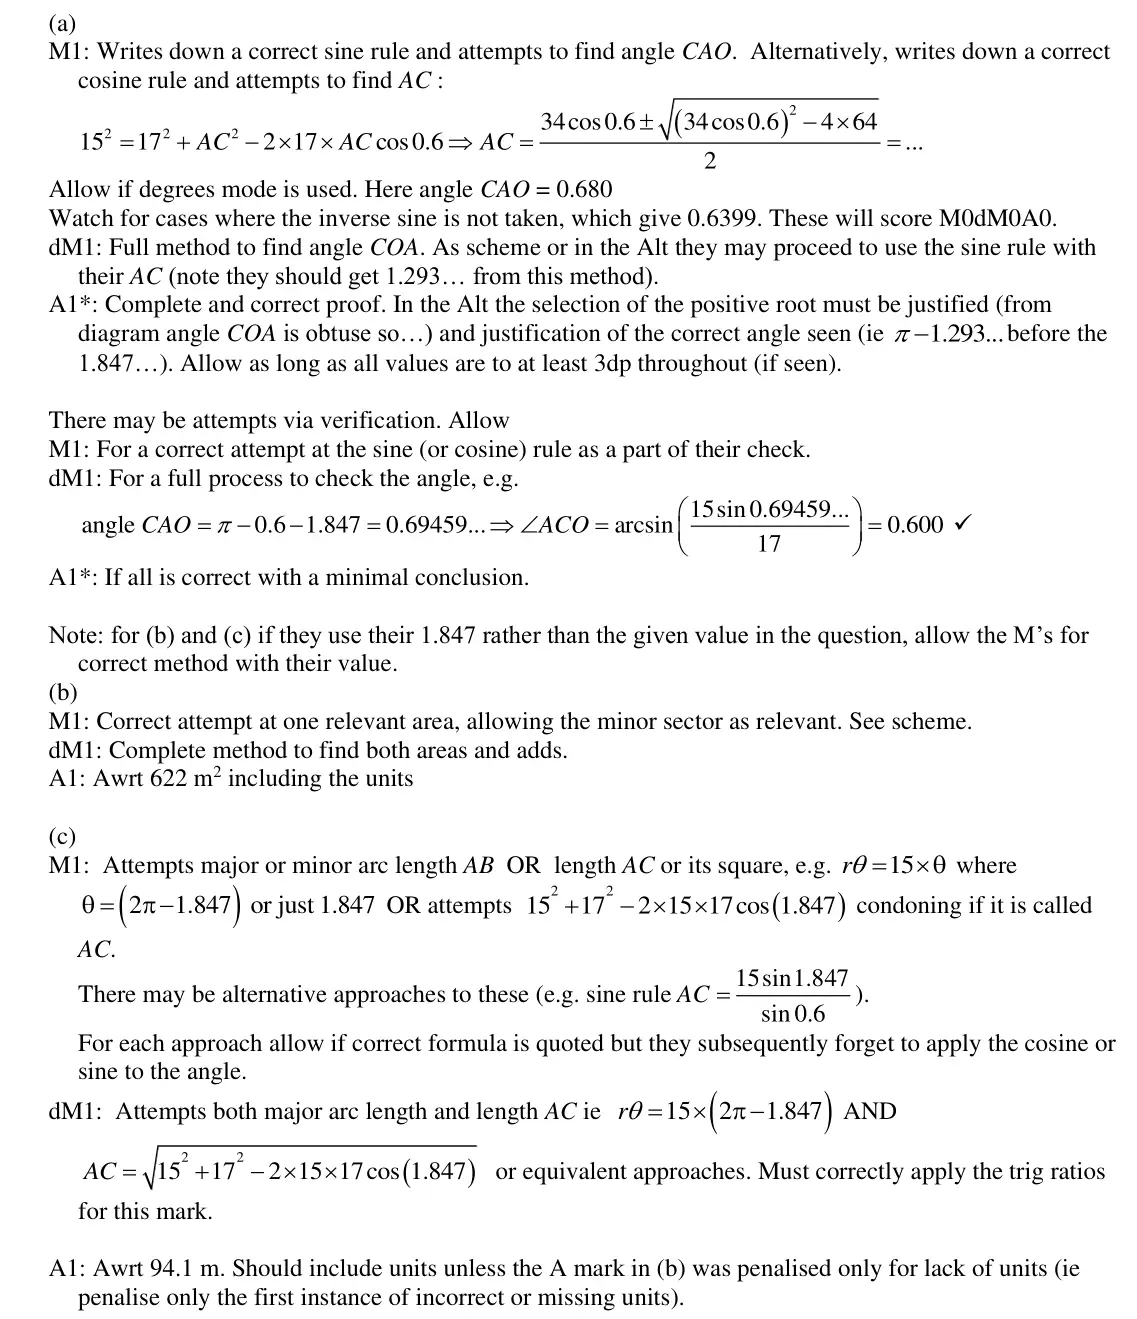 (a)
M1: Writes down a correct sine rule and attempts to find angle CAO.  Alternatively, writes down a correct
cosine rule and attempts to find AC :
15² = 17² + AC² − 2×17× AC cos 0.6 ⇒ AC = (34cos0.6 ± √((34cos0.6)² − 4×64)) / 2 = ...
Allow if degrees mode is used. Here angle CAO = 0.680
Watch for cases where the inverse sine is not taken, which give 0.6399. These will score M0dM0A0.
dM1: Full method to find angle COA. As scheme or in the Alt they may proceed to use the sine rule with
their AC (note they should get 1.293… from this method).
A1*: Complete and correct proof. In the Alt the selection of the positive root must be justified (from
diagram angle COA is obtuse so…) and justification of the correct angle seen (ie π −1.293... before the
1.847…). Allow as long as all values are to at least 3dp throughout (if seen).
There may be attempts via verification. Allow
M1: For a correct attempt at the sine (or cosine) rule as a part of their check.
dM1: For a full process to check the angle, e.g.
angle CAO = π − 0.6 − 1.847 = 0.69459... ⇒ ∠ACO = arcsin(15sin0.69459... / 17) = 0.600 ✓
A1*: If all is correct with a minimal conclusion.
Note: for (b) and (c) if they use their 1.847 rather than the given value in the question, allow the M’s for
correct method with their value.
(b)
M1: Correct attempt at one relevant area, allowing the minor sector as relevant. See scheme.
dM1: Complete method to find both areas and adds.
A1: Awrt 622 m² including the units
(c)
M1:  Attempts major or minor arc length AB  OR  length AC or its square, e.g.  rθ = 15×θ  where
θ = (2π − 1.847) or just 1.847  OR attempts  15² + 17² − 2×15×17cos(1.847)  condoning if it is called
AC.
There may be alternative approaches to these (e.g. sine rule AC = 15sin1.847 / sin0.6 ).
For each approach allow if correct formula is quoted but they subsequently forget to apply the cosine or
sine to the angle.
dM1:  Attempts both major arc length and length AC ie  rθ = 15×(2π − 1.847)  AND
AC = √(15² + 17² − 2×15×17cos(1.847))  or equivalent approaches. Must correctly apply the trig ratios
for this mark.
A1: Awrt 94.1 m. Should include units unless the A mark in (b) was penalised only for lack of units (ie
penalise only the first instance of incorrect or missing units).